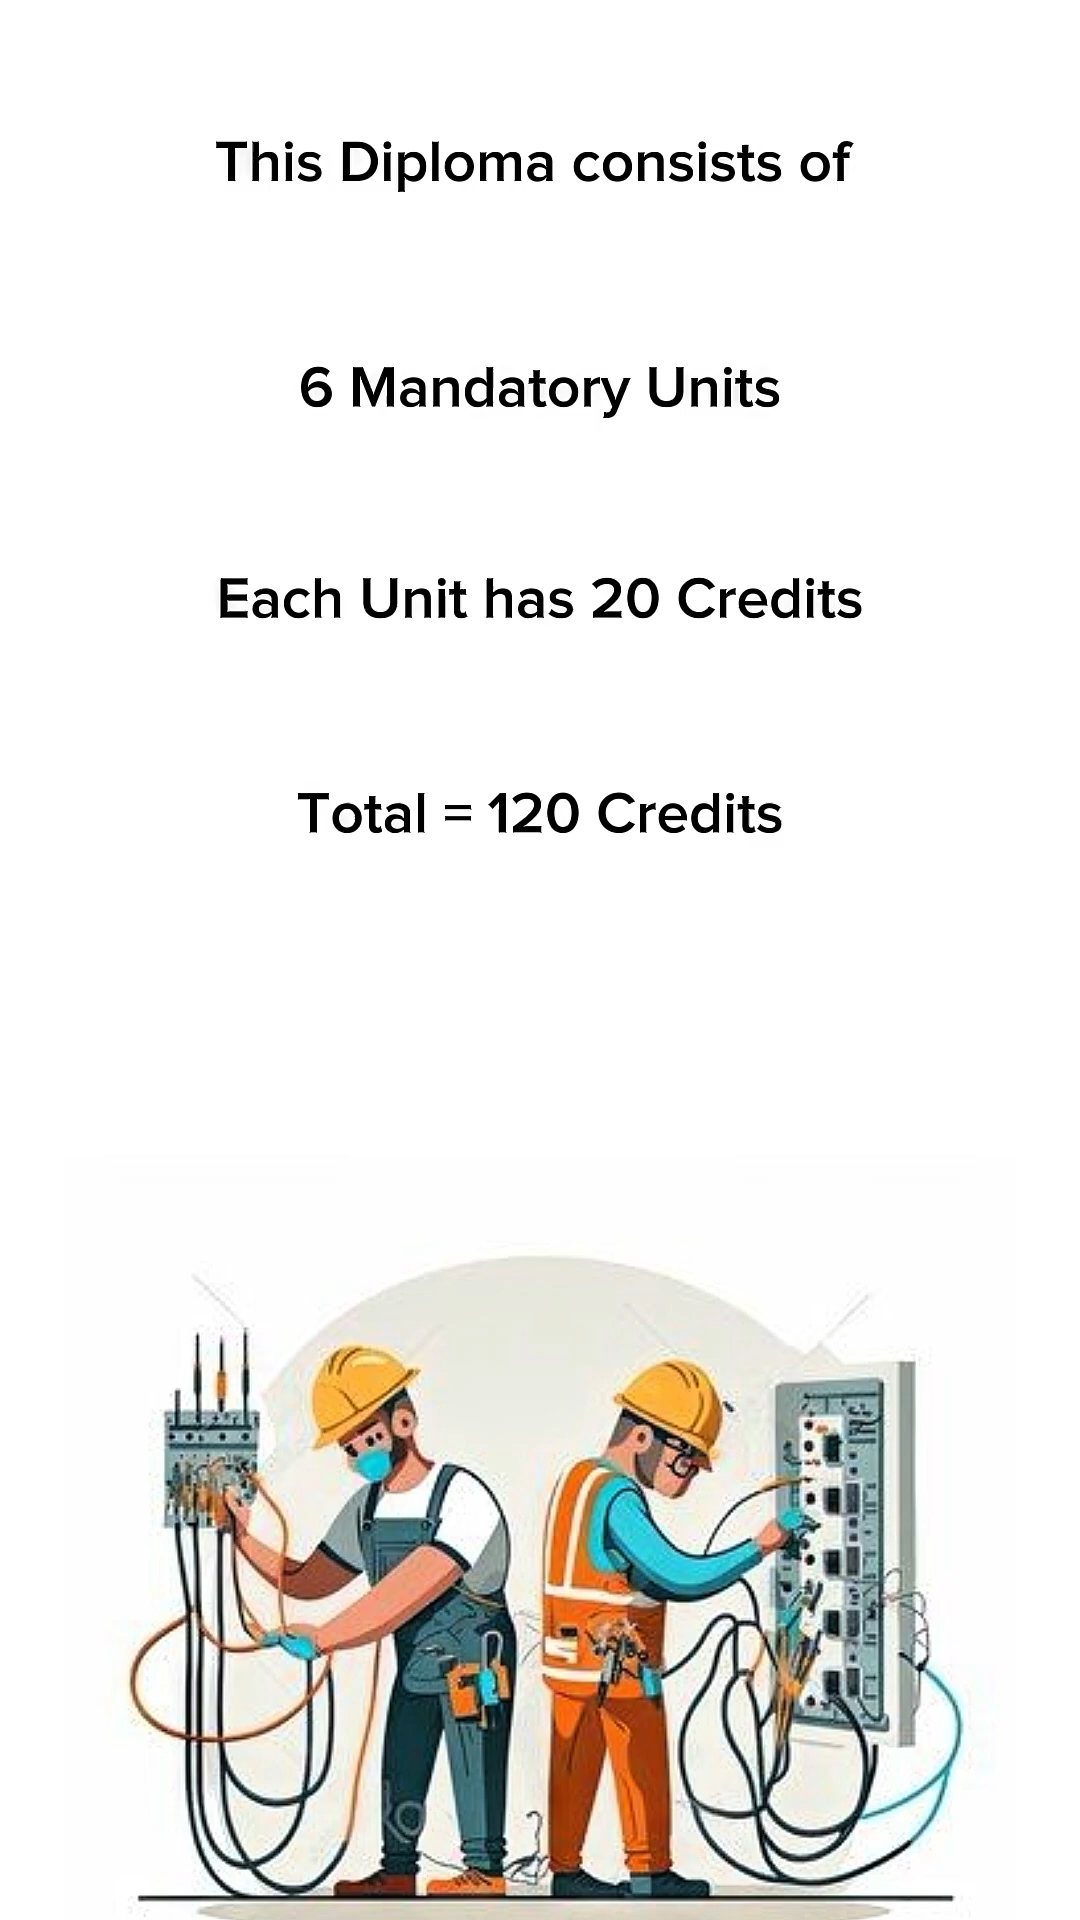 This Diploma consists of
6 Mandatory Units
Each Unit has 20 Credits
Total = 120 Credits